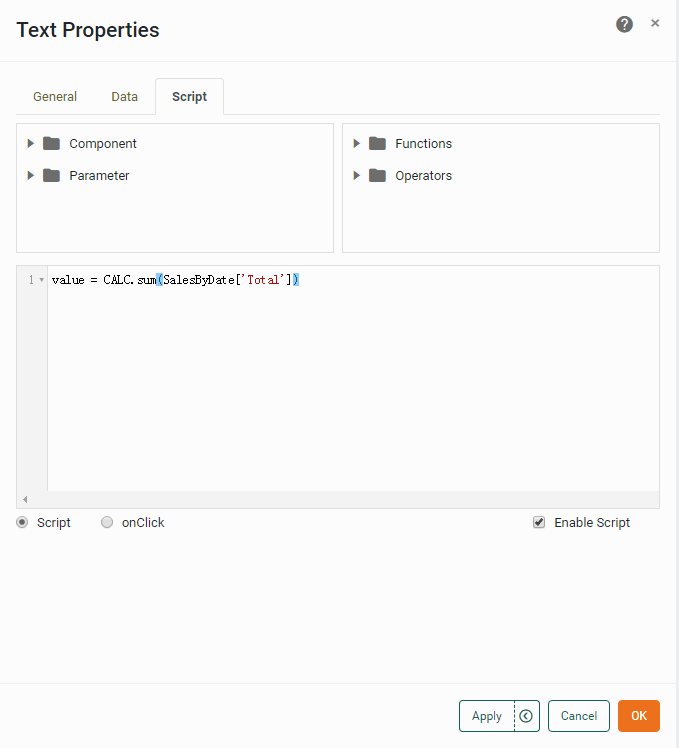 Text Properties
General
Data
Script
Component
Parameter
Functions
Operators
1
value = CALC.sum(SalesByDate['Total'])
Script
onClick
Enable Script
Apply
Cancel
OK